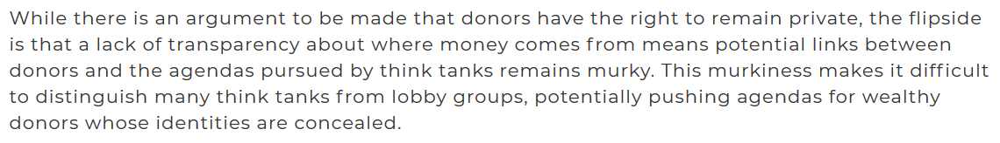 While there is an argument to be made that donors have the right to remain private, the flipside
is that a lack of transparency about where money comes from means potential links between
donors and the agendas pursued by think tanks remains murky. This murkiness makes it difficult
to distinguish many think tanks from lobby groups, potentially pushing agendas for wealthy
donors whose identities are concealed.